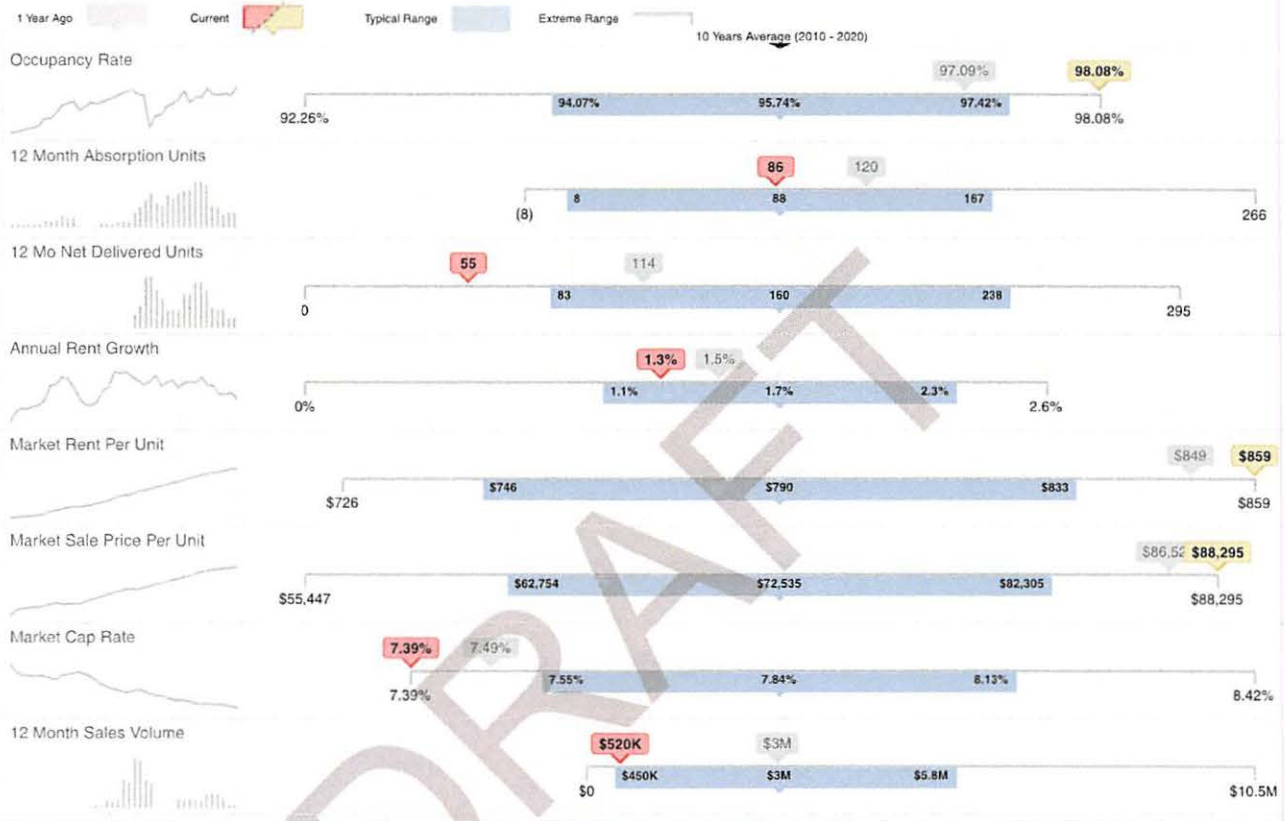 1 Year Ago Current Typical Range Extreme Range
10 Years Average (2010 - 2020)
Occupancy Rate
97.09% 98.08%
94.07% 95.74% 97.42%
92.26% 98.08%
12 Month Absorption Units
86 120
8 88 167
(8) 266
12 Mo Net Delivered Units
55 114
83 160 238
0 295
Annual Rent Growth
1.3% 1.5%
1.1% 1.7% 2.3%
0% 2.6%
Market Rent Per Unit
$849 $859
$746 $790 $833
$726 $859
Market Sale Price Per Unit
$86,52 $88,295
$62,754 $72,535 $82,305
$55,447 $88,295
Market Cap Rate
7.39% 7.49%
7.55% 7.84% 8.13%
7.39% 8.42%
12 Month Sales Volume
$520K $3M
$450K $3M $5.8M
$0 $10.5M
DRAFT